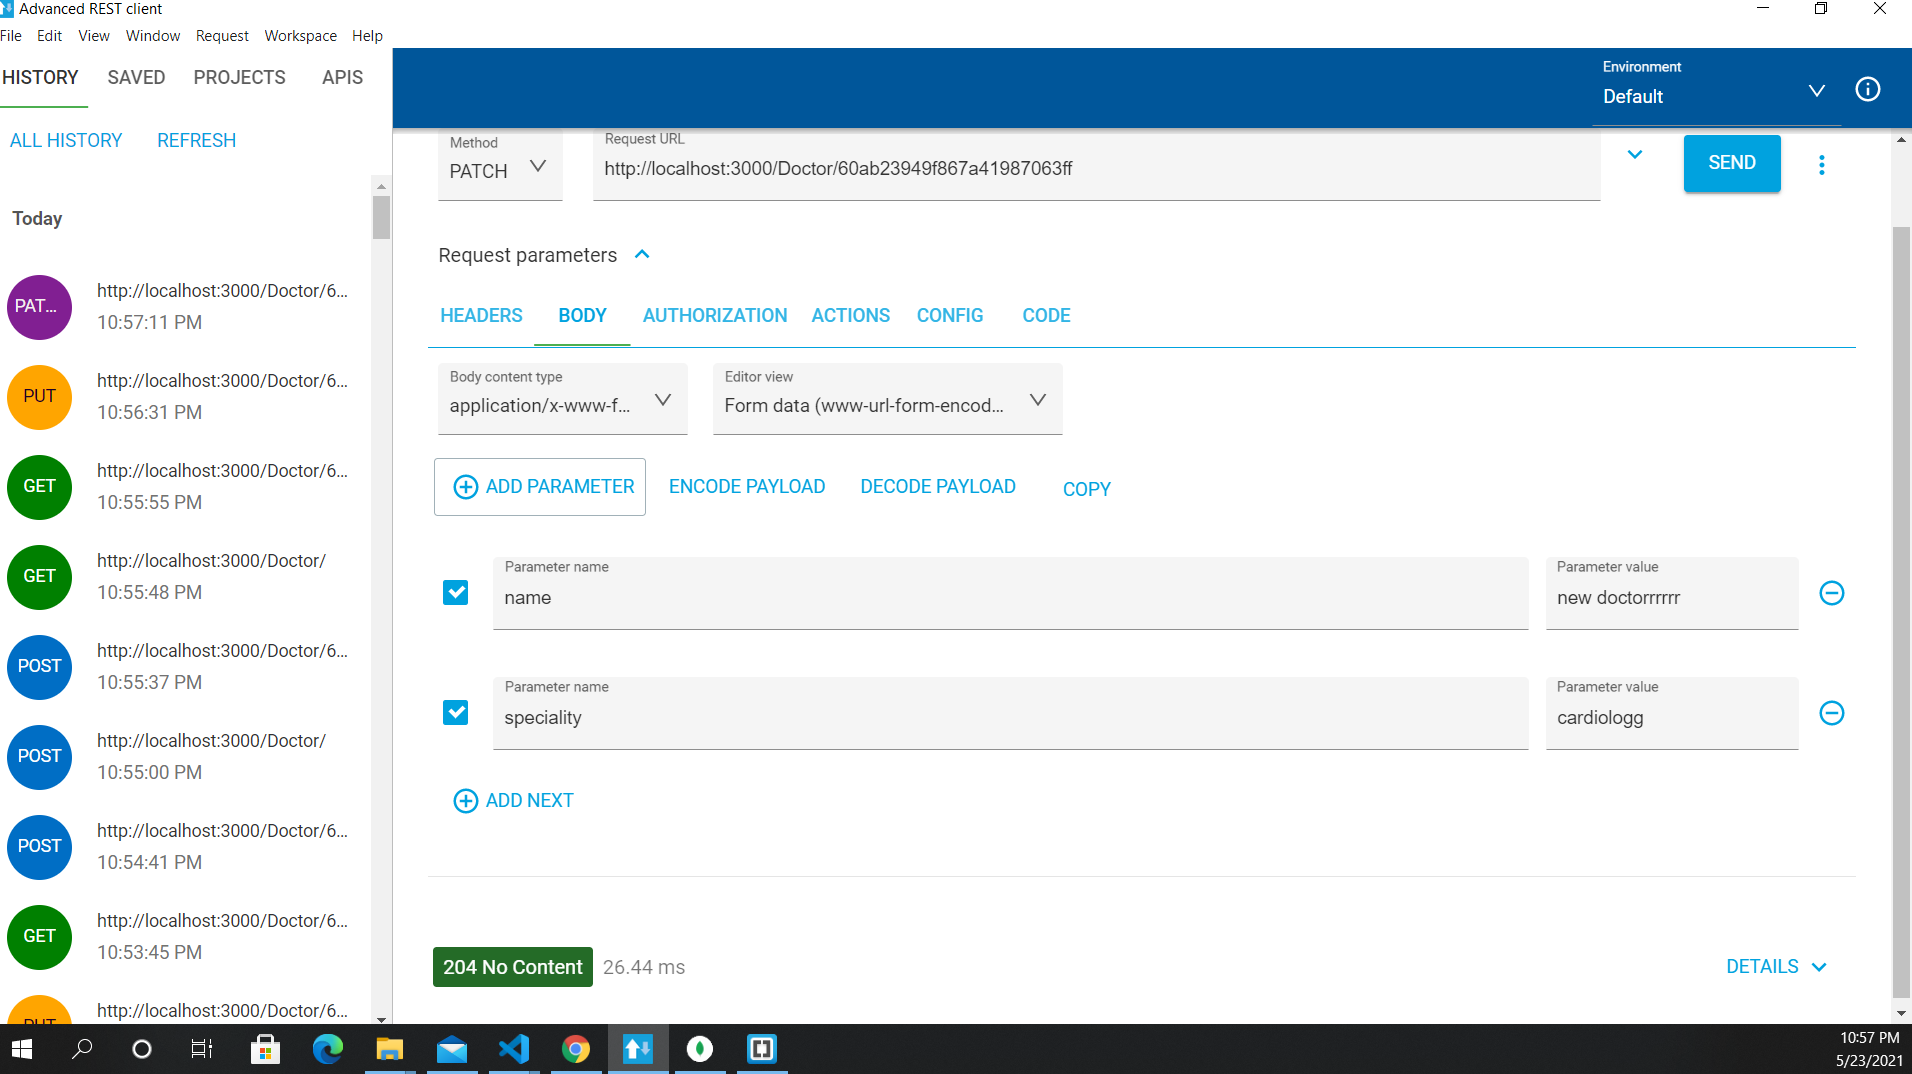 Advanced REST client
File Edit View Window Request Workspace Help
HISTORY SAVED PROJECTS APIS
ALL HISTORY REFRESH
Today
PAT... http://localhost:3000/Doctor/6...
10:57:11 PM
PUT http://localhost:3000/Doctor/6...
10:56:31 PM
GET http://localhost:3000/Doctor/6...
10:55:55 PM
GET http://localhost:3000/Doctor/
10:55:48 PM
POST http://localhost:3000/Doctor/6...
10:55:37 PM
POST http://localhost:3000/Doctor/
10:55:00 PM
POST http://localhost:3000/Doctor/6...
10:54:41 PM
GET http://localhost:3000/Doctor/6...
10:53:45 PM
PUT http://localhost:3000/Doctor/6...
Environment
Default
Method
PATCH
Request URL
http://localhost:3000/Doctor/60ab23949f867a41987063ff
SEND
Request parameters
HEADERS BODY AUTHORIZATION ACTIONS CONFIG CODE
Body content type
application/x-www-f...
Editor view
Form data (www-url-form-encod...
ADD PARAMETER ENCODE PAYLOAD DECODE PAYLOAD COPY
Parameter name
name
Parameter value
new doctorrrrrr
Parameter name
speciality
Parameter value
cardiologg
ADD NEXT
204 No Content 26.44 ms
DETAILS
10:57 PM
5/23/2021